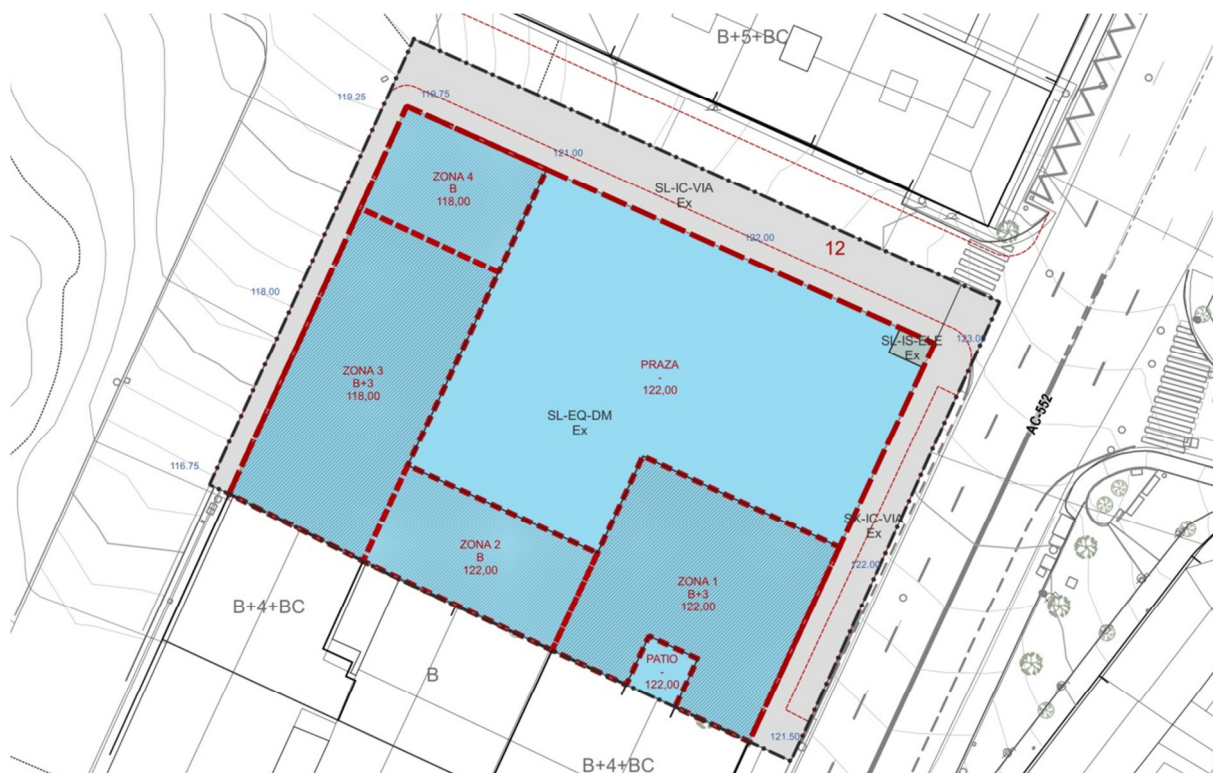 B+5+BC
119.25
119.75
121.00
ZONA 4
B
118,00
SL-IC-VIA
Ex
122.00
12
118.00
123.00
SL-IS-ELE
Ex
PRAZA
-
122,00
ZONA 3
B+3
118,00
SL-EQ-DM
Ex
AC-552
116.75
SX-IC-VIA
Ex
ZONA 2
B
122,00
122.00
ZONA 1
B+3
122,00
B+4+BC
PATIO
-
122,00
B
121.50
B+4+BC